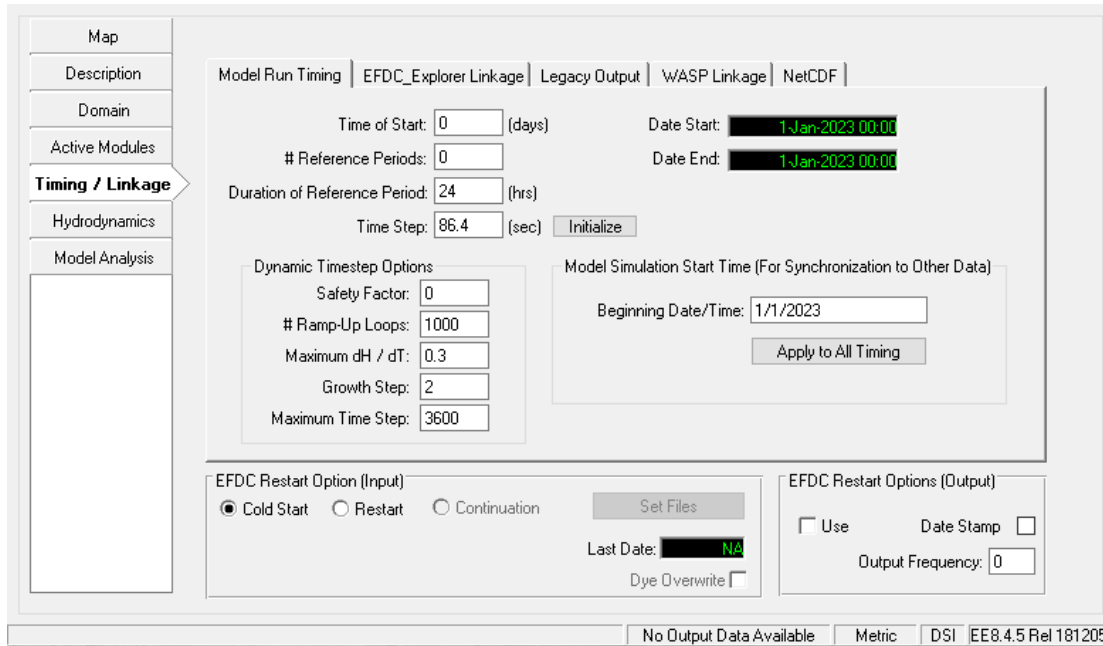 Map
Description
Domain
Active Modules
Timing / Linkage
Hydrodynamics
Model Analysis
Model Run Timing EFDC_Explorer Linkage Legacy Output WASP Linkage NetCDF
Time of Start: 0 (days) Date Start: 1-Jan-2023 00:00
# Reference Periods: 0 Date End: 1-Jan-2023 00:00
Duration of Reference Period: 24 (hrs)
Time Step: 86.4 (sec) Initialize
Dynamic Timestep Options
Safety Factor: 0
# Ramp-Up Loops: 1000
Maximum dH / dT: 0.3
Growth Step: 2
Maximum Time Step: 3600
Model Simulation Start Time (For Synchronization to Other Data)
Beginning Date/Time: 1/1/2023
Apply to All Timing
EFDC Restart Option (Input)
Cold Start Restart Continuation Set Files
Last Date: NA
Dye Overwrite
EFDC Restart Options (Output)
Use Date Stamp
Output Frequency: 0
No Output Data Available Metric DSI EE8.4.5 Rel 181205